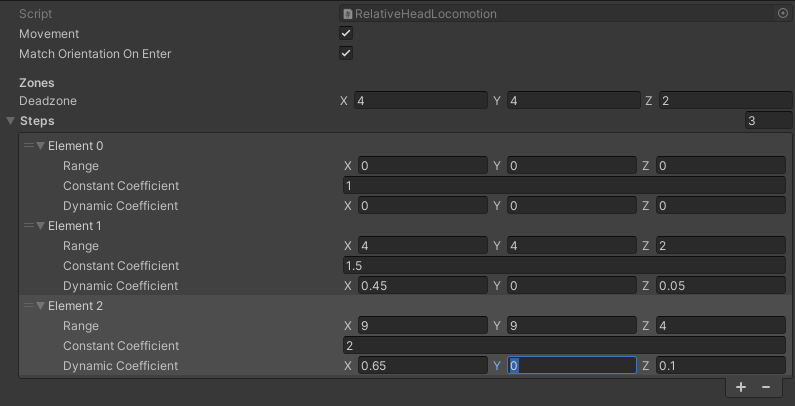 Script RelativeHeadLocomotion
Movement
Match Orientation On Enter
Zones
Deadzone X 4 Y 4 Z 2
Steps 3
Element 0
Range X 0 Y 0 Z 0
Constant Coefficient 1
Dynamic Coefficient X 0 Y 0 Z 0
Element 1
Range X 4 Y 4 Z 2
Constant Coefficient 1.5
Dynamic Coefficient X 0.45 Y 0 Z 0.05
Element 2
Range X 9 Y 9 Z 4
Constant Coefficient 2
Dynamic Coefficient X 0.65 Y 0 Z 0.1
+ −